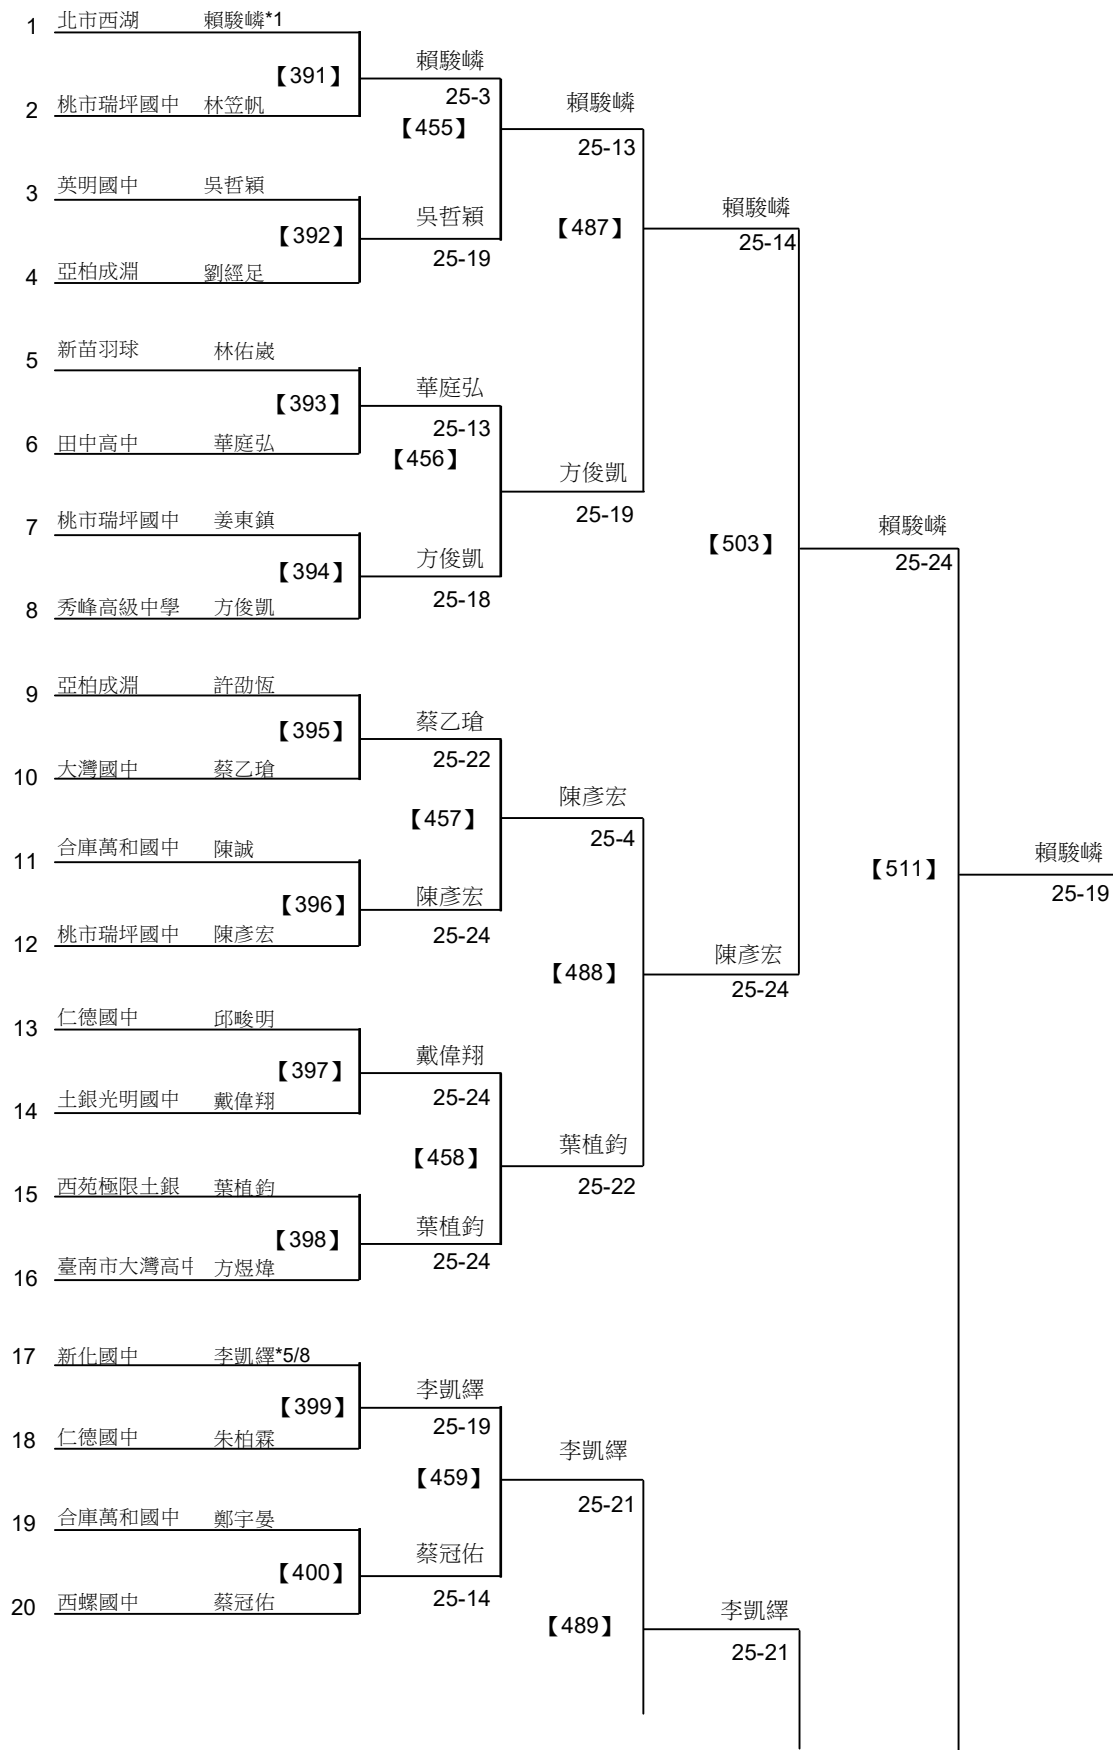 1 北市西湖 賴駿嶙*1
賴駿嶙
【391】
25-3
賴駿嶙
2 桃市瑞坪國中 林笠帆
【455】
25-13
3 英明國中 吳哲穎
賴駿嶙
吳哲穎
【487】
【392】
25-14
25-19
4 亞柏成淵 劉經足
5 新苗羽球 林佑崴
華庭弘
【393】
25-13
6 田中高中 華庭弘
【456】
方俊凱
25-19
7 桃市瑞坪國中 姜東鎮
賴駿嶙
【503】
方俊凱
25-24
【394】
25-18
8 秀峰高級中學 方俊凱
9 亞柏成淵 許劭恆
蔡乙瑲
【395】
25-22
10 大灣國中 蔡乙瑲
陳彥宏
【457】
25-4
11 合庫萬和國中 陳誠
賴駿嶙
【511】
陳彥宏
25-19
【396】
25-24
12 桃市瑞坪國中 陳彥宏
陳彥宏
【488】
25-24
13 仁德國中 邱畯明
戴偉翔
【397】
25-24
14 土銀光明國中 戴偉翔
葉植鈞
【458】
25-22
15 西苑極限土銀 葉植鈞
葉植鈞
【398】
25-24
16 臺南市大灣高中 方煜煒
17 新化國中 李凱繹*5/8
李凱繹
【399】
25-19
18 仁德國中 朱柏霖
李凱繹
【459】
25-21
19 合庫萬和國中 鄭宇晏
蔡冠佑
【400】
25-14
20 西螺國中 蔡冠佑
李凱繹
【489】
25-21